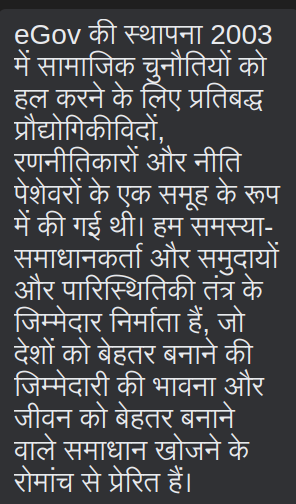 eGov की स्थापना 2003
में सामाजिक चुनौतियों को
हल करने के लिए प्रतिबद्ध
प्रौद्योगिकीविदों,
रणनीतिकारों और नीति
पेशेवरों के एक समूह के रूप
में की गई थी। हम समस्या-
समाधानकर्ता और समुदायों
और पारिस्थितिकी तंत्र के
जिम्मेदार निर्माता हैं, जो
देशों को बेहतर बनाने की
जिम्मेदारी की भावना और
जीवन को बेहतर बनाने
वाले समाधान खोजने के
रोमांच से प्रेरित हैं।